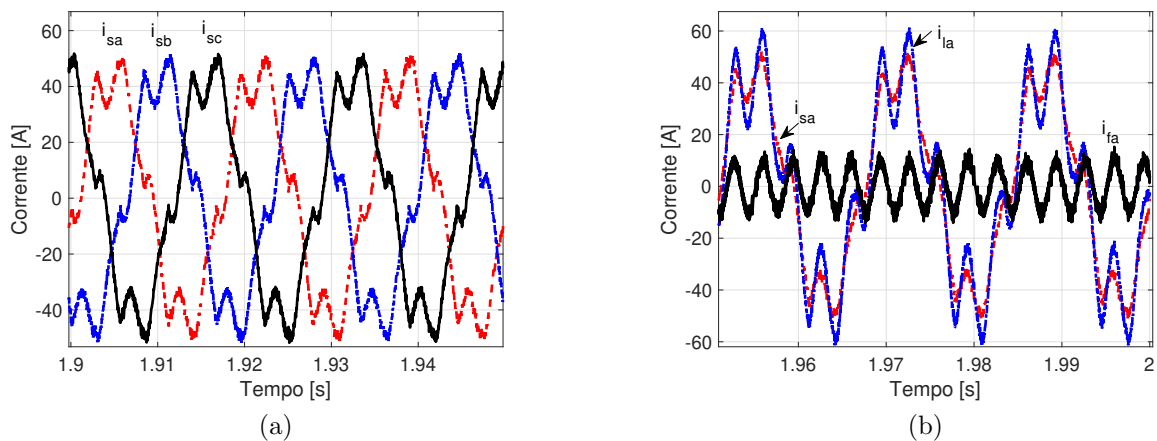 i_sa i_sb i_sc
60
40
20
0
-20
-40
Corrente [A]
1.9 1.91 1.92 1.93 1.94
Tempo [s]
(a)
i_la
i_sa
i_fa
60
40
20
0
-20
-40
-60
Corrente [A]
1.96 1.97 1.98 1.99 2
Tempo [s]
(b)